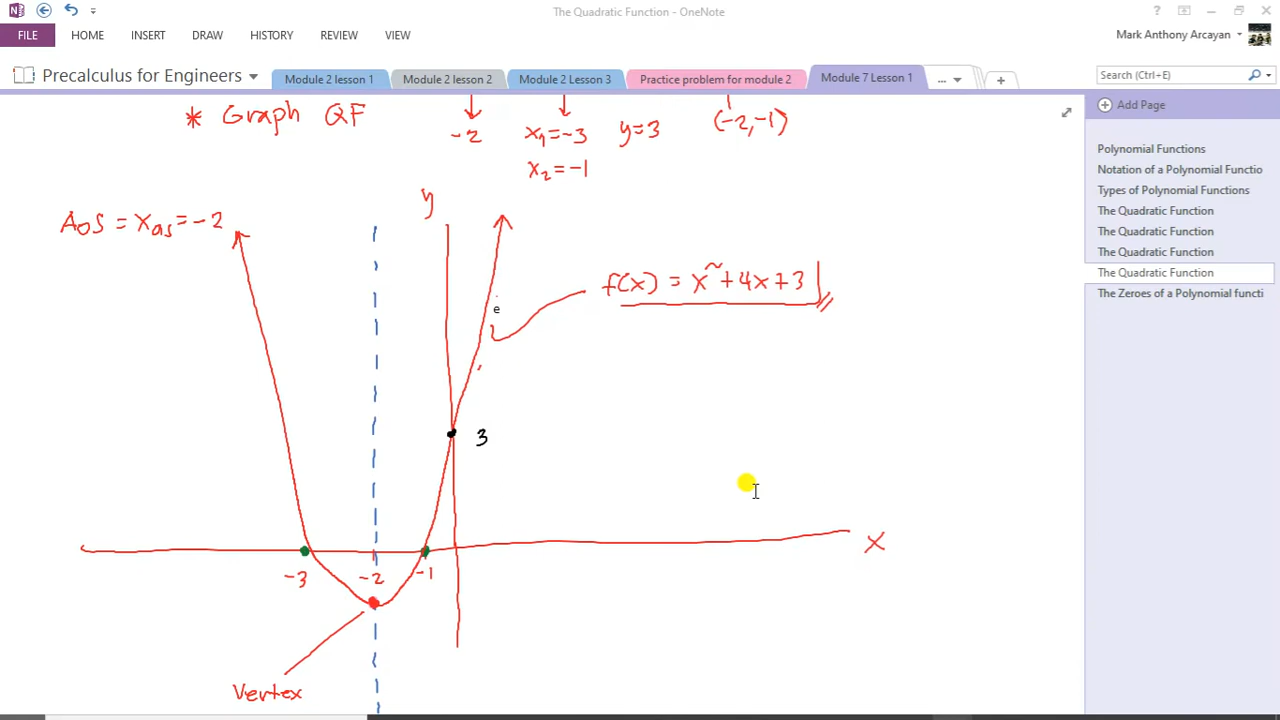 The Quadratic Function - OneNote
?
FILE HOME INSERT DRAW HISTORY REVIEW VIEW
Mark Anthony Arcayan
Precalculus for Engineers
Module 2 lesson 1
Module 2 lesson 2
Module 2 Lesson 3
Practice problem for module 2
Module 7 Lesson 1
...
+
Search (Ctrl+E)
Add Page
Polynomial Functions
Notation of a Polynomial Functio
Types of Polynomial Functions
The Quadratic Function
The Quadratic Function
The Quadratic Function
The Quadratic Function
The Zeroes of a Polynomial functi
* Graph QF
-2 x₁=-3 y=3 (-2,-1)
x₂=-1
y
AoS = Xas = -2
f(x) = x²+4x+3
e
3
x
-3 -2 -1
Vertex